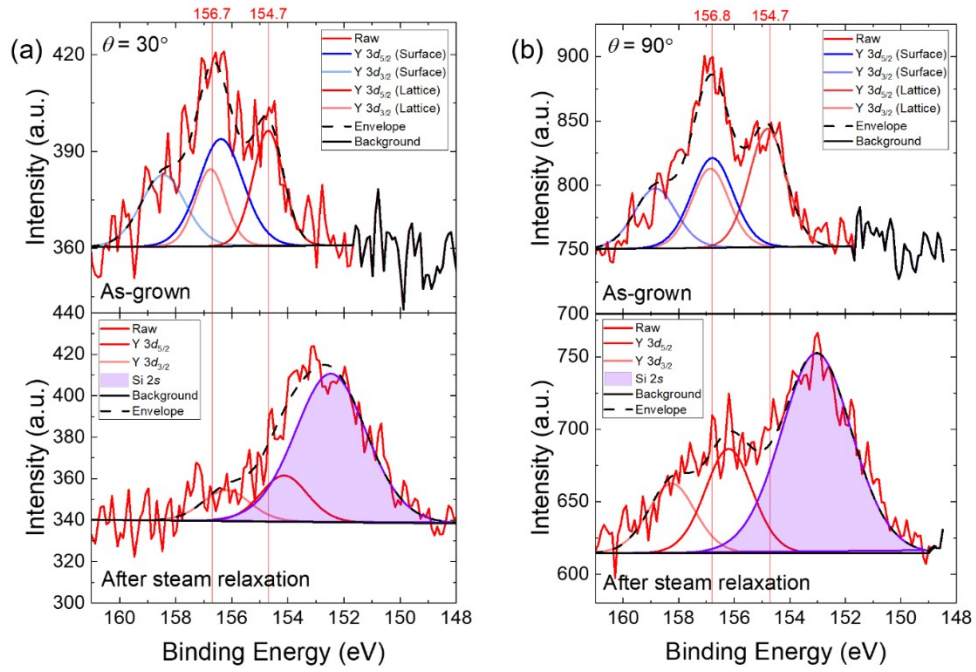 156.7 154.7
(a)
θ = 30°
Raw
Y 3d5/2 (Surface)
Y 3d3/2 (Surface)
Y 3d5/2 (Lattice)
Y 3d3/2 (Lattice)
Envelope
Background
420
390
360
Intensity (a.u.)
As-grown
440
Raw
Y 3d5/2
Y 3d3/2
Si 2s
Background
Envelope
420
400
380
360
340
320
300
Intensity (a.u.)
After steam relaxation
160 158 156 154 152 150 148
Binding Energy (eV)
156.8 154.7
(b)
θ = 90°
Raw
Y 3d5/2 (Surface)
Y 3d3/2 (Surface)
Y 3d5/2 (Lattice)
Y 3d3/2 (Lattice)
Envelope
Background
900
850
800
750
700
Intensity (a.u.)
As-grown
Raw
Y 3d5/2
Y 3d3/2
Si 2s
Background
Envelope
750
700
650
600
Intensity (a.u.)
After steam relaxation
160 158 156 154 152 150 148
Binding Energy (eV)